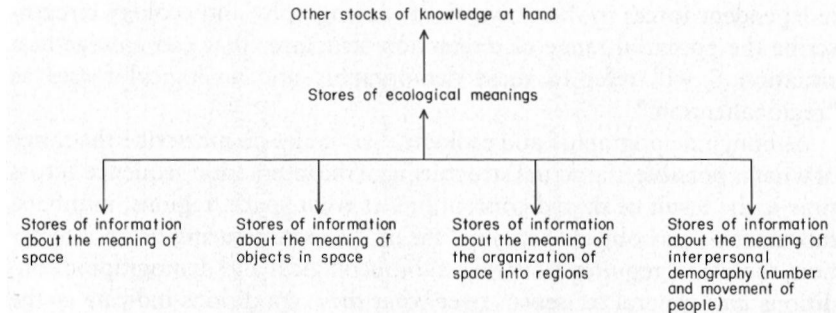 Other stocks of knowledge at hand
Stores of ecological meanings
Stores of information
about the meaning of
space
Stores of information
about the meaning of
objects in space
Stores of information
about the meaning of
the organization of
space into regions
Stores of information
about the meaning of
interpersonal
demography (number
and movement of
people)